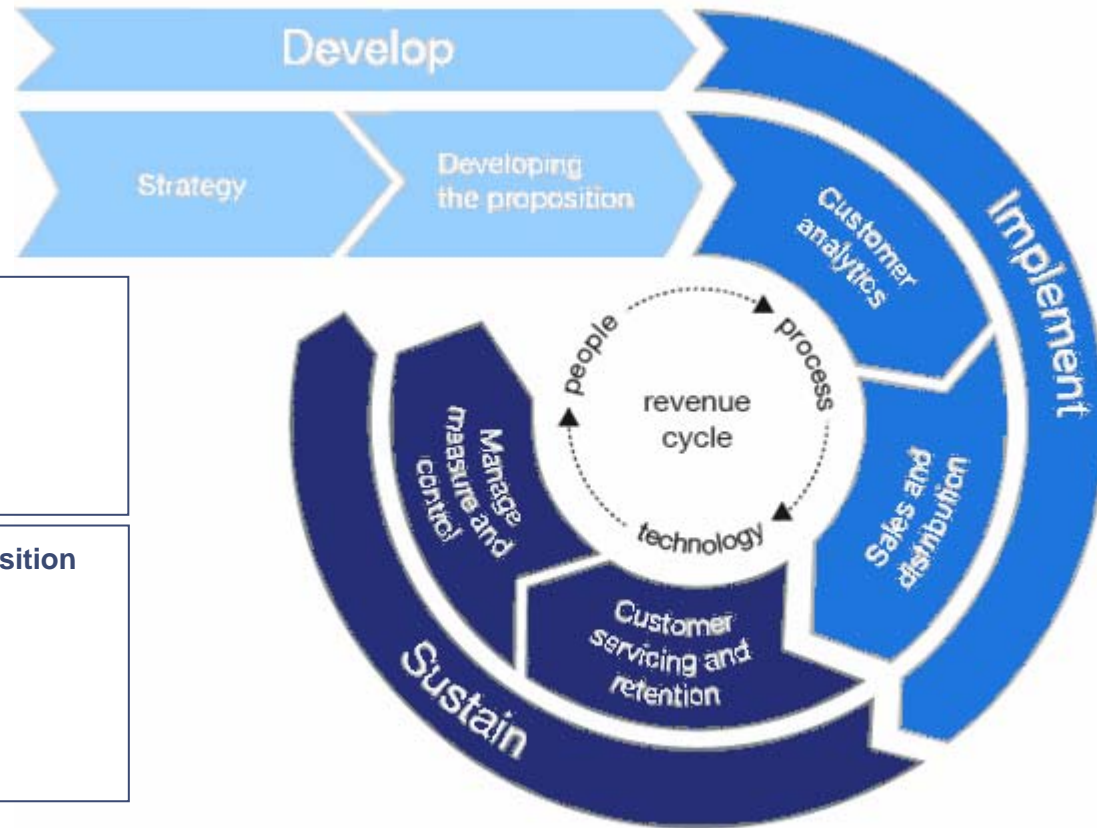 Develop
Strategy
Developing
the proposition
Customer
analytics
Implement
people
process
technology
revenue
cycle
Sales and
distribution
Customer
servicing and
retention
Manage
measure and
control
Sustain
sition